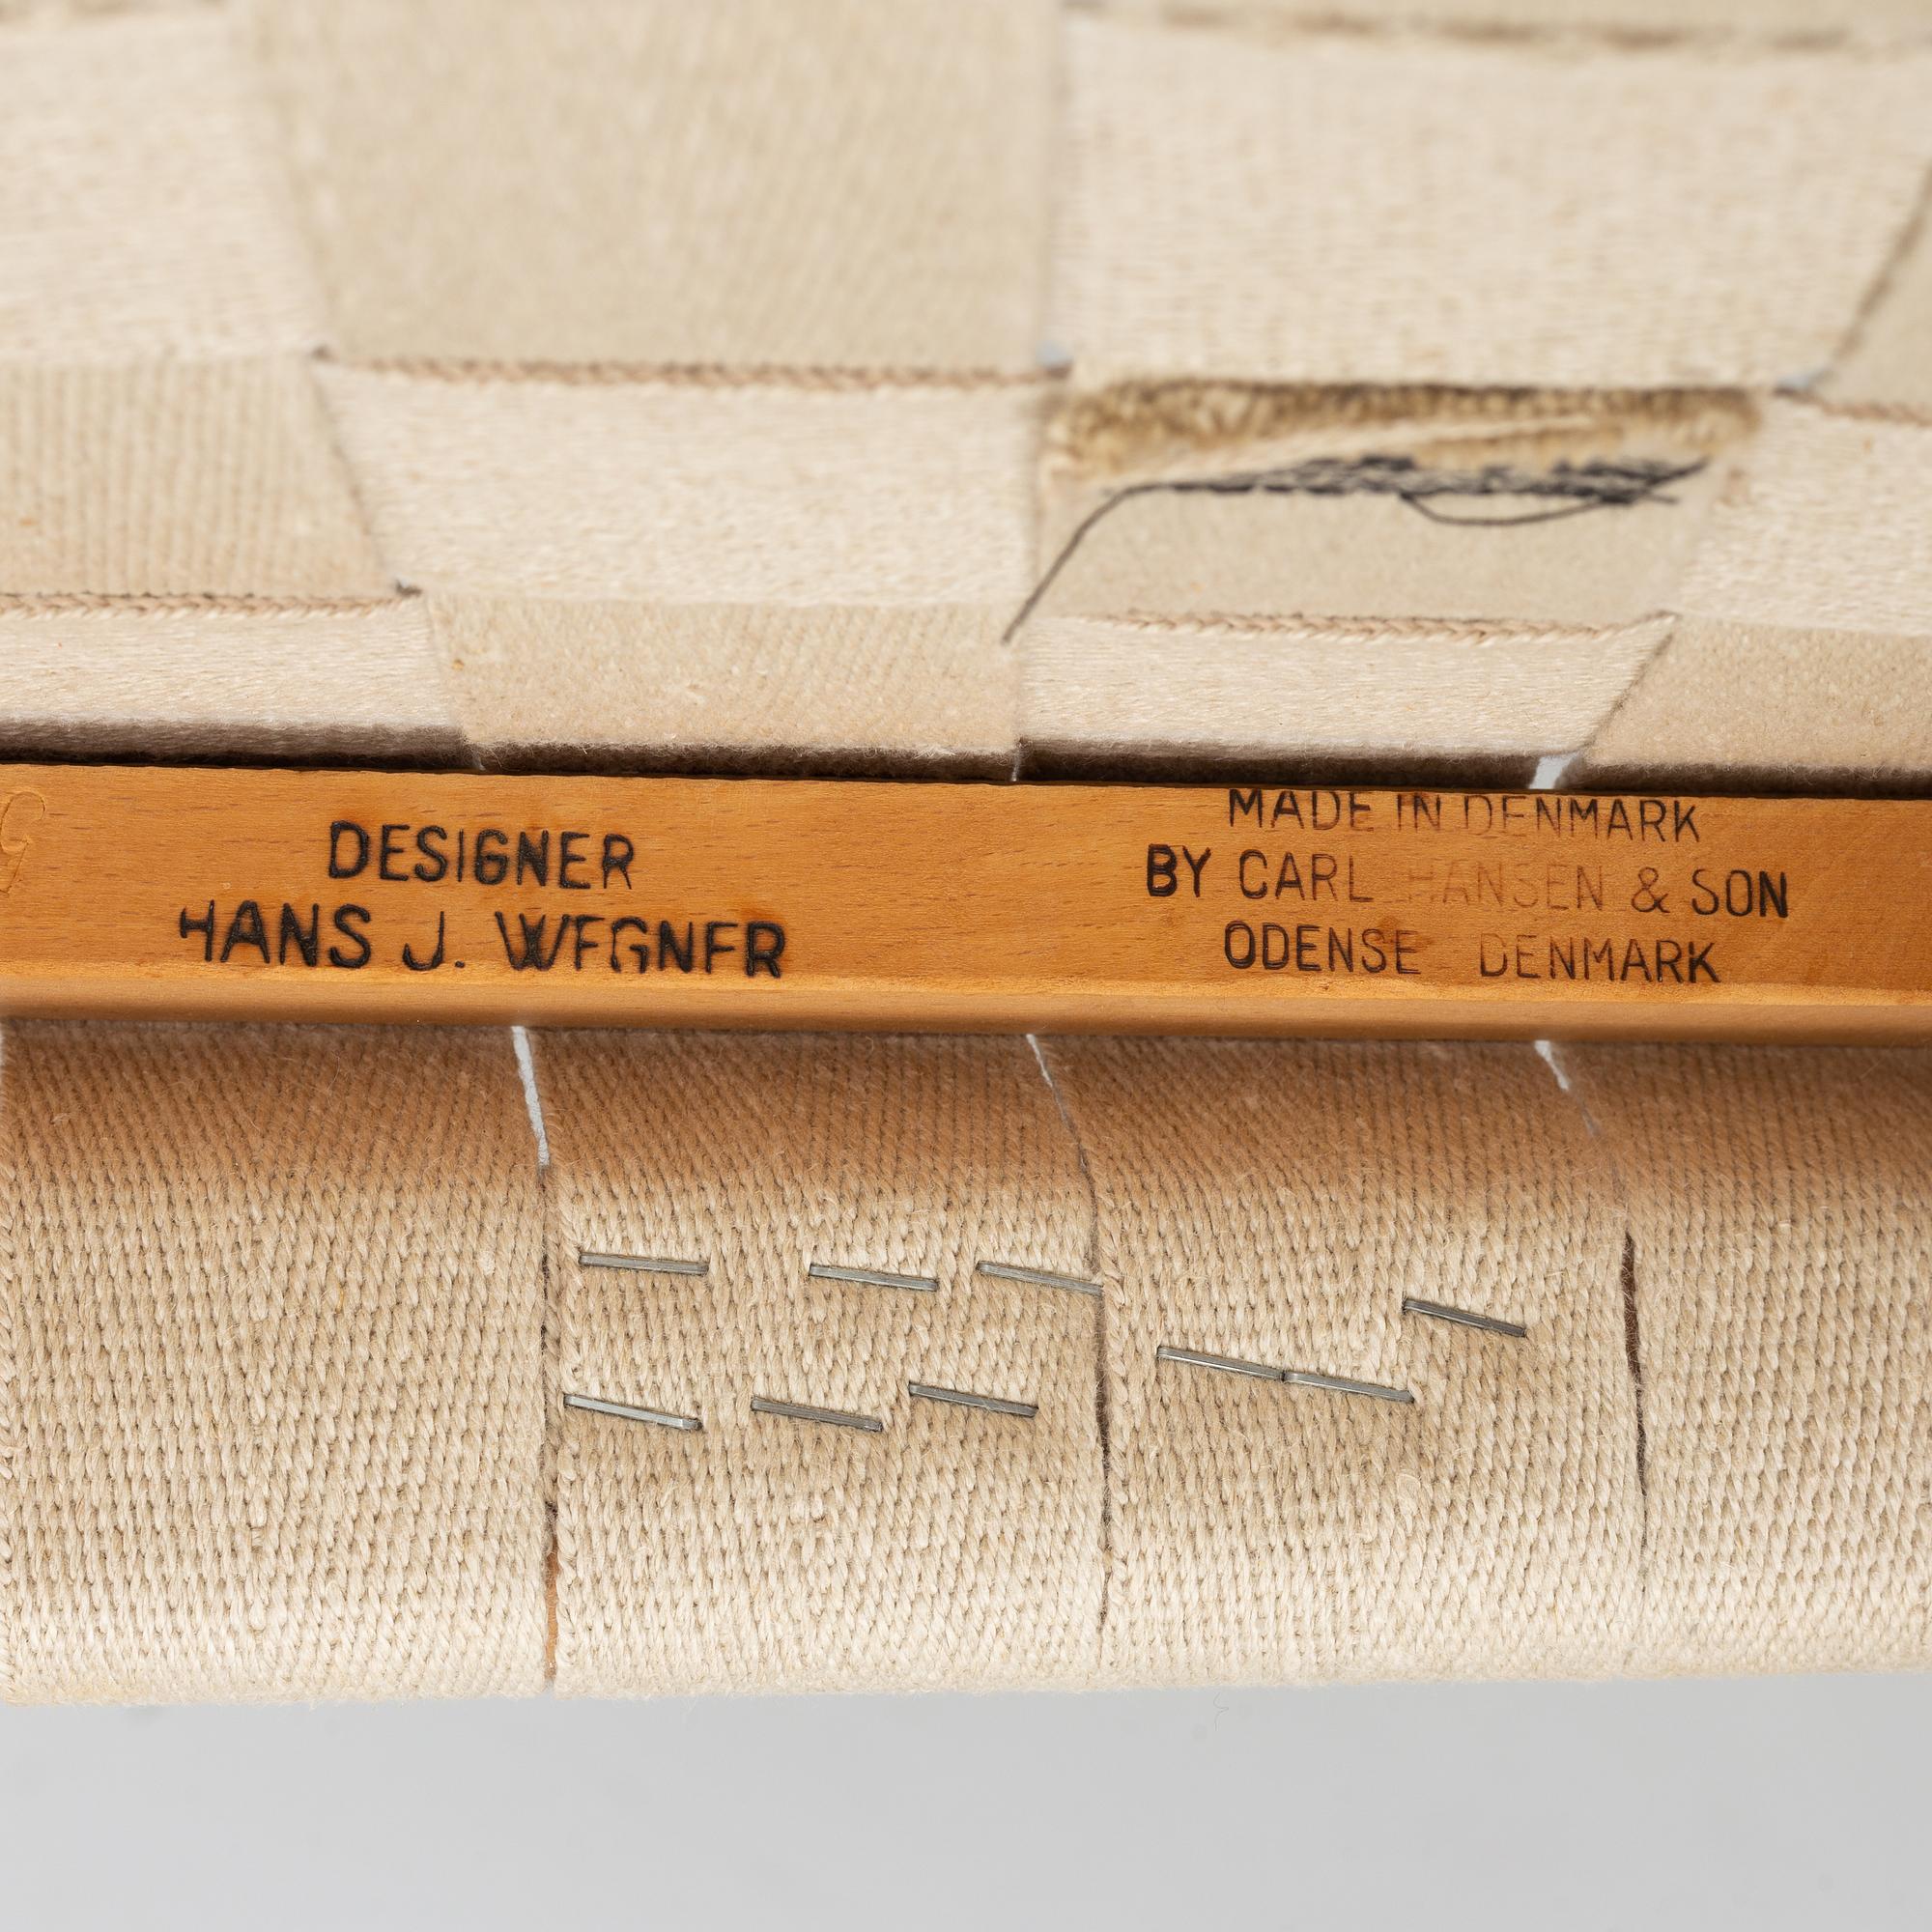 DESIGNER
HANS J. WEGNER
MADE IN DENMARK
BY CARL HANSEN & SON
ODENSE DENMARK